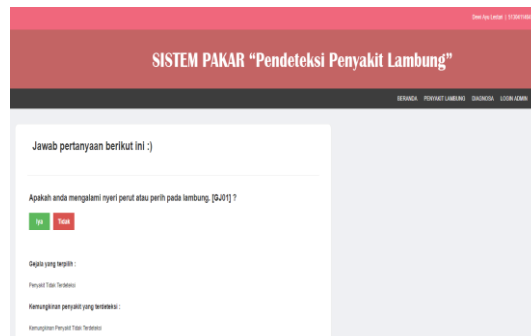 SISTEM PAKAR “Pendeteksi Penyakit Lambung”
BERANDA PENYAKIT LAMBUNG DIAGNOSA LOGIN ADMIN
Jawab pertanyaan berikut ini :)
Apakah anda mengalami nyeri perut atau perih pada lambung. [GJ01] ?
Iya Tidak
Gejala yang terpilih :
Penyakit Tidak Terdeteksi
Kemungkinan penyakit yang terdeteksi :
Kemungkinan Penyakit Tidak Terdeteksi